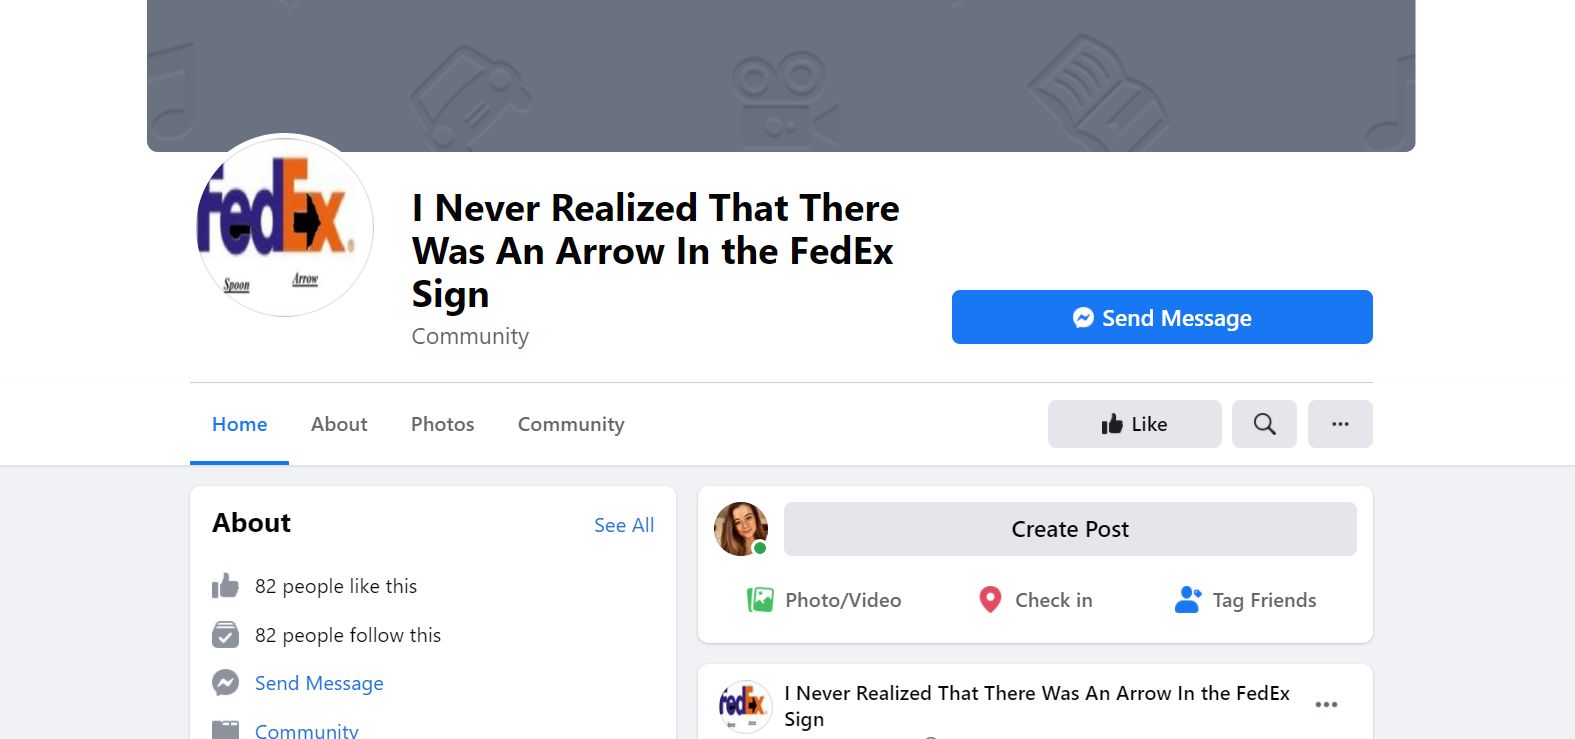 FedEx
Spoon
Arrow
I Never Realized That There
Was An Arrow In the FedEx
Sign
Community
Send Message
Home
About
Photos
Community
Like
About
See All
82 people like this
82 people follow this
Send Message
Community
Create Post
Photo/Video
Check in
Tag Friends
FedEx
I Never Realized That There Was An Arrow In the FedEx
Sign